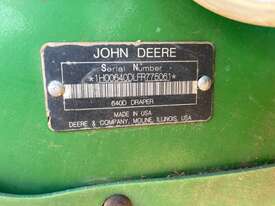 JOHN DEERE
Serial Number
*1H00640DLFR775061*
640D DRAPER
MADE IN USA
DEERE & COMPANY, MOLINE, ILLINOIS, USA